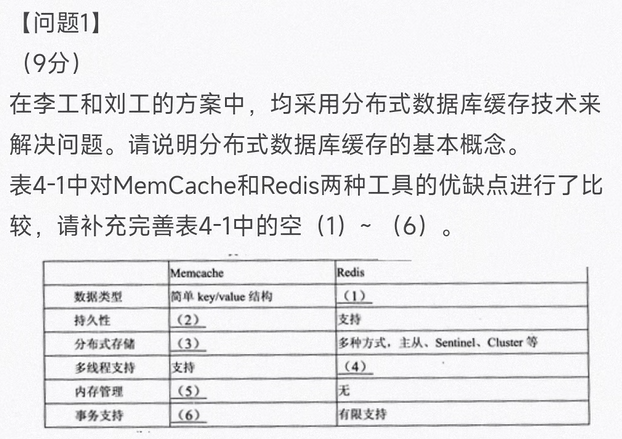 【问题1】
（9分）
在李工和刘工的方案中，均采用分布式数据库缓存技术来
解决问题。请说明分布式数据库缓存的基本概念。
表4-1中对MemCache和Redis两种工具的优缺点进行了比
较，请补充完善表4-1中的空（1）~（6）。
Memcache Redis
数据类型 简单 key/value 结构 （1）
持久性 （2） 支持
分布式存储 （3） 多种方式，主从、Sentinel、Cluster 等
多线程支持 支持 （4）
内存管理 （5） 无
事务支持 （6） 有限支持